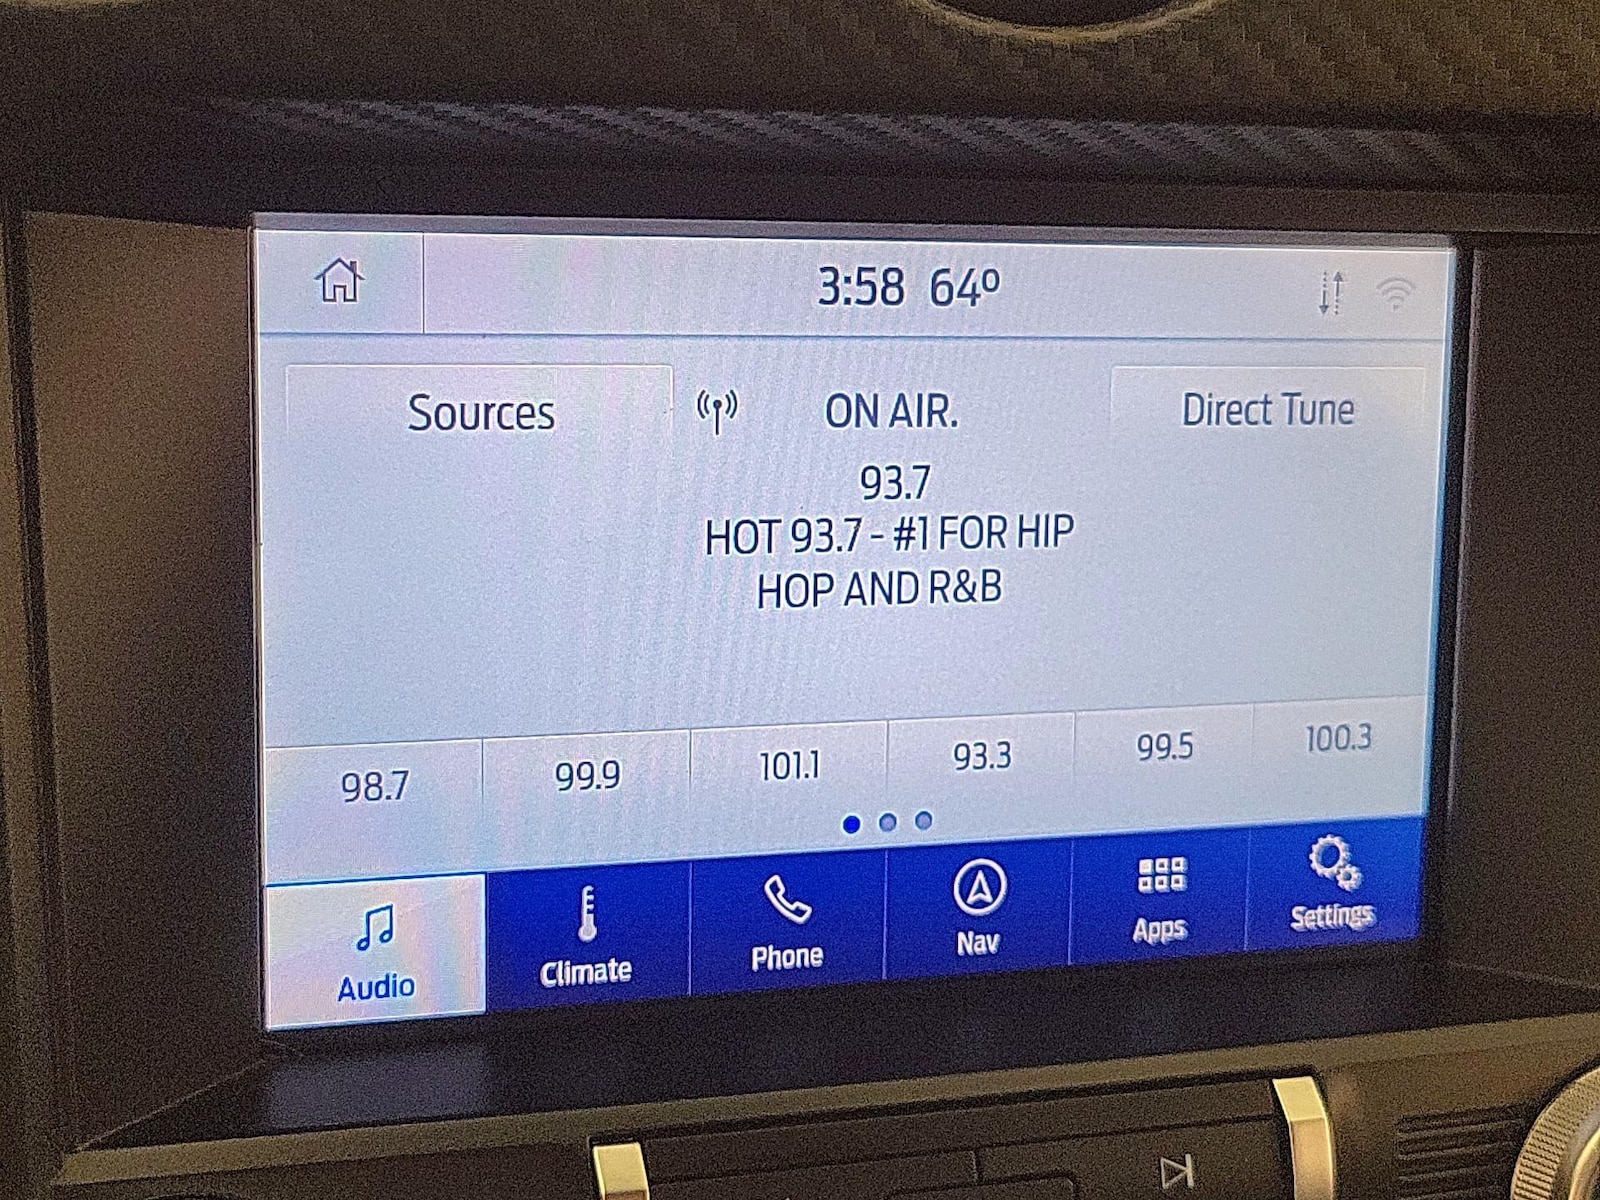 3:58 64º
Sources
ON AIR.
Direct Tune
93.7
HOT 93.7 - #1 FOR HIP
HOP AND R&B
98.7
99.9
101.1
93.3
99.5
100.3
Audio
Climate
Phone
Nav
Apps
Settings